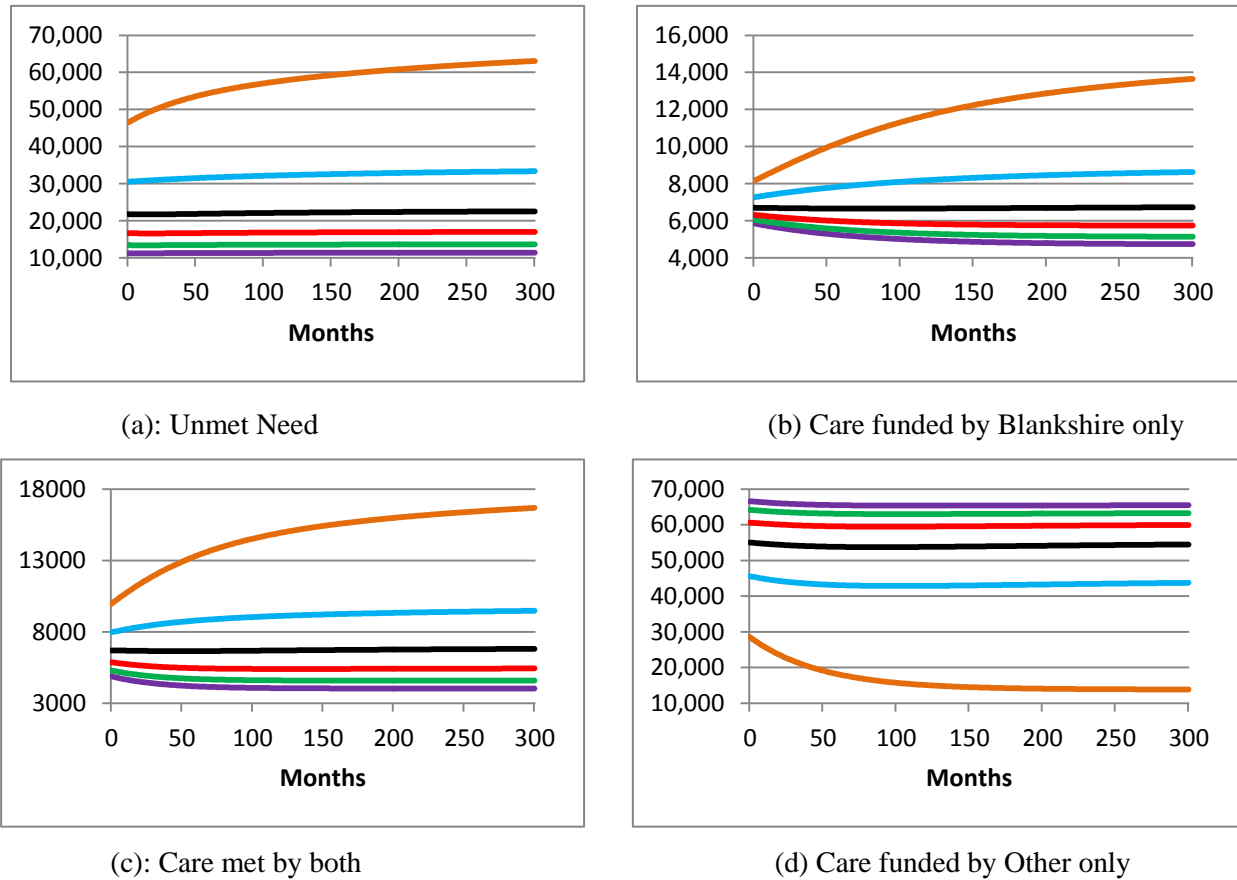 70,000
60,000
50,000
40,000
30,000
20,000
10,000
0 50 100 150 200 250 300
Months
(a): Unmet Need
16,000
14,000
12,000
10,000
8,000
6,000
4,000
0 50 100 150 200 250 300
Months
(b) Care funded by Blankshire only
18000
13000
8000
3000
0 50 100 150 200 250 300
Months
(c): Care met by both
70,000
60,000
50,000
40,000
30,000
20,000
10,000
0 50 100 150 200 250 300
Months
(d) Care funded by Other only